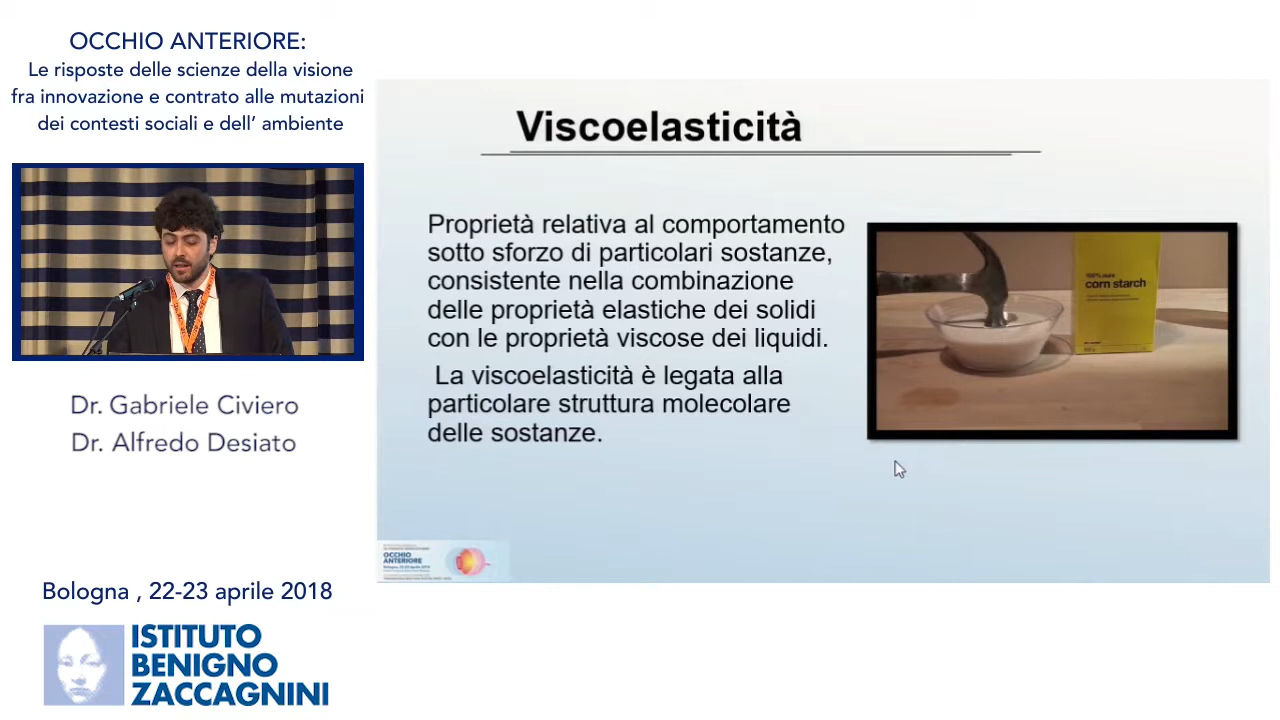 OCCHIO ANTERIORE:
Le risposte delle scienze della visione
fra innovazione e contrato alle mutazioni
dei contesti sociali e dell' ambiente
Dr. Gabriele Civiero
Dr. Alfredo Desiato
Bologna , 22-23 aprile 2018
ISTITUTO
BENIGNO
ZACCAGNINI
Viscoelasticità
Proprietà relativa al comportamento
sotto sforzo di particolari sostanze,
consistente nella combinazione
delle proprietà elastiche dei solidi
con le proprietà viscose dei liquidi.
La viscoelasticità è legata alla
particolare struttura molecolare
delle sostanze.
100% pure
corn starch
OCCHIO
ANTERIORE